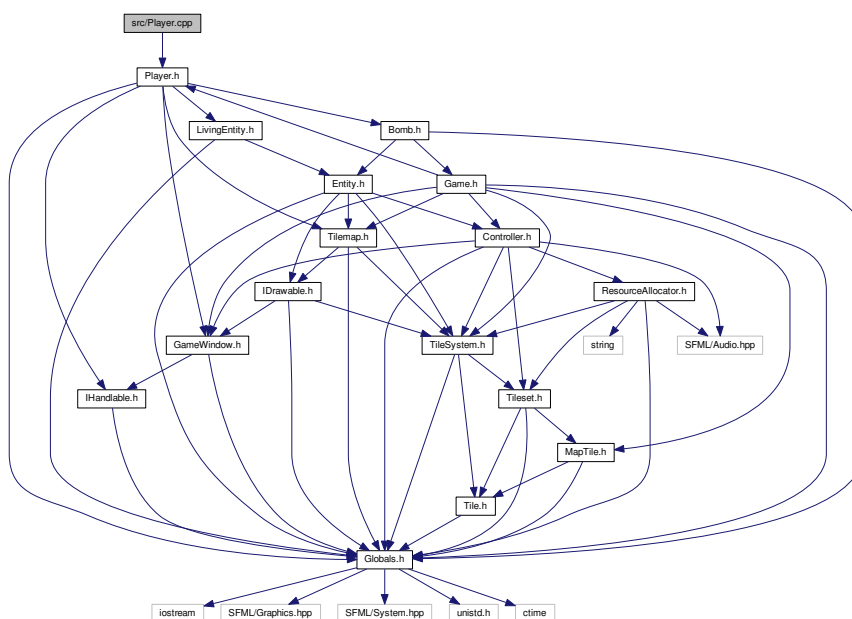 src/Player.cpp
Player.h
LivingEntity.h
Bomb.h
Entity.h
Game.h
Tilemap.h
Controller.h
IDrawable.h
ResourceAllocator.h
GameWindow.h
TileSystem.h
string
SFML/Audio.hpp
IHandlable.h
Tileset.h
MapTile.h
Tile.h
Globals.h
iostream
SFML/Graphics.hpp
SFML/System.hpp
unistd.h
ctime